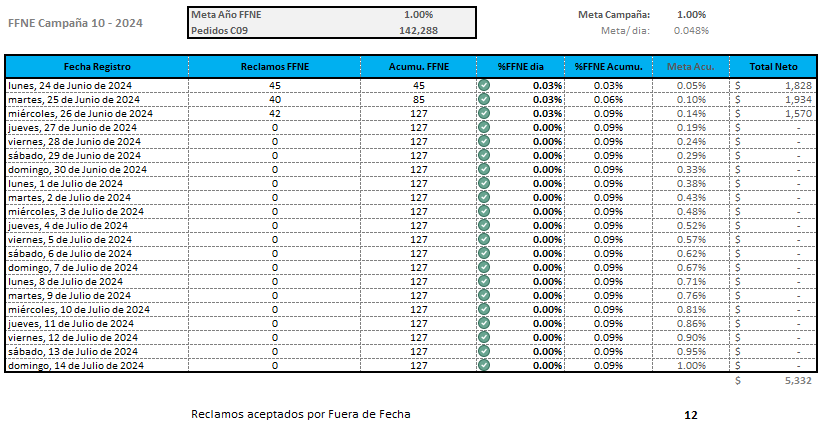 FFNE Campaña 10 - 2024
Meta Año FFNE 1.00%
Pedidos C09 142,288
Meta Campaña: 1.00%
Meta/ dia: 0.048%
Fecha Registro Reclamos FFNE Acumu. FFNE %FFNE dia %FFNE Acumu. Meta Acu. Total Neto
lunes, 24 de Junio de 2024 45 45 0.03% 0.03% 0.05% $ 1,828
martes, 25 de Junio de 2024 40 85 0.03% 0.06% 0.10% $ 1,934
miércoles, 26 de Junio de 2024 42 127 0.03% 0.09% 0.14% $ 1,570
jueves, 27 de Junio de 2024 0 127 0.00% 0.09% 0.19% $ -
viernes, 28 de Junio de 2024 0 127 0.00% 0.09% 0.24% $ -
sábado, 29 de Junio de 2024 0 127 0.00% 0.09% 0.29% $ -
domingo, 30 de Junio de 2024 0 127 0.00% 0.09% 0.33% $ -
lunes, 1 de Julio de 2024 0 127 0.00% 0.09% 0.38% $ -
martes, 2 de Julio de 2024 0 127 0.00% 0.09% 0.43% $ -
miércoles, 3 de Julio de 2024 0 127 0.00% 0.09% 0.48% $ -
jueves, 4 de Julio de 2024 0 127 0.00% 0.09% 0.52% $ -
viernes, 5 de Julio de 2024 0 127 0.00% 0.09% 0.57% $ -
sábado, 6 de Julio de 2024 0 127 0.00% 0.09% 0.62% $ -
domingo, 7 de Julio de 2024 0 127 0.00% 0.09% 0.67% $ -
lunes, 8 de Julio de 2024 0 127 0.00% 0.09% 0.71% $ -
martes, 9 de Julio de 2024 0 127 0.00% 0.09% 0.76% $ -
miércoles, 10 de Julio de 2024 0 127 0.00% 0.09% 0.81% $ -
jueves, 11 de Julio de 2024 0 127 0.00% 0.09% 0.86% $ -
viernes, 12 de Julio de 2024 0 127 0.00% 0.09% 0.90% $ -
sábado, 13 de Julio de 2024 0 127 0.00% 0.09% 0.95% $ -
domingo, 14 de Julio de 2024 0 127 0.00% 0.09% 1.00% $ -
$ 5,332
Reclamos aceptados por Fuera de Fecha 12